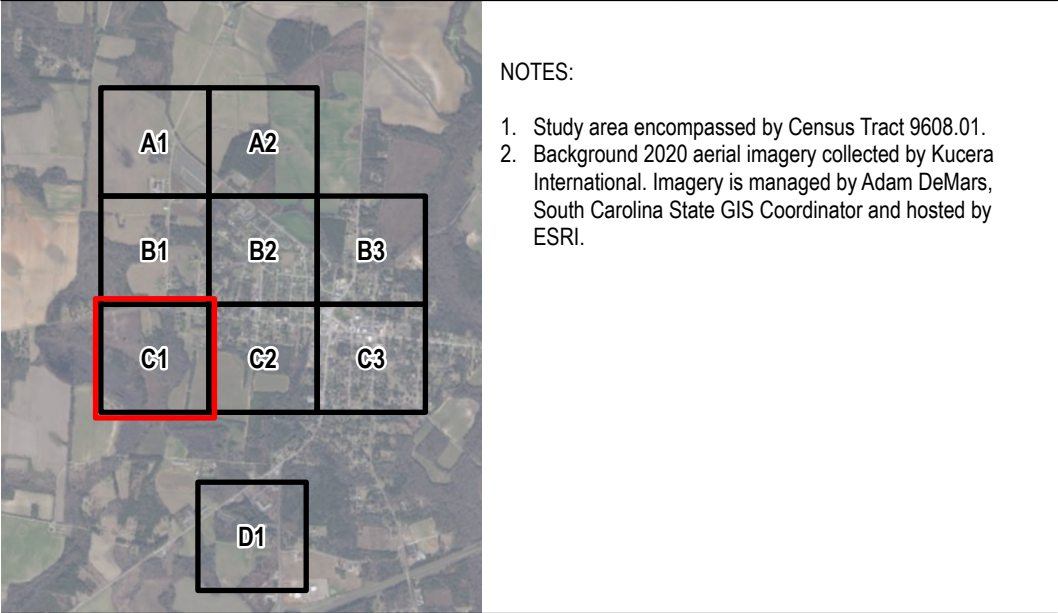 NOTES:
1. Study area encompassed by Census Tract 9608.01.
2. Background 2020 aerial imagery collected by Kucera
International. Imagery is managed by Adam DeMars,
South Carolina State GIS Coordinator and hosted by
ESRI.
A1 A2
B1 B2 B3
C1 C2 C3
D1